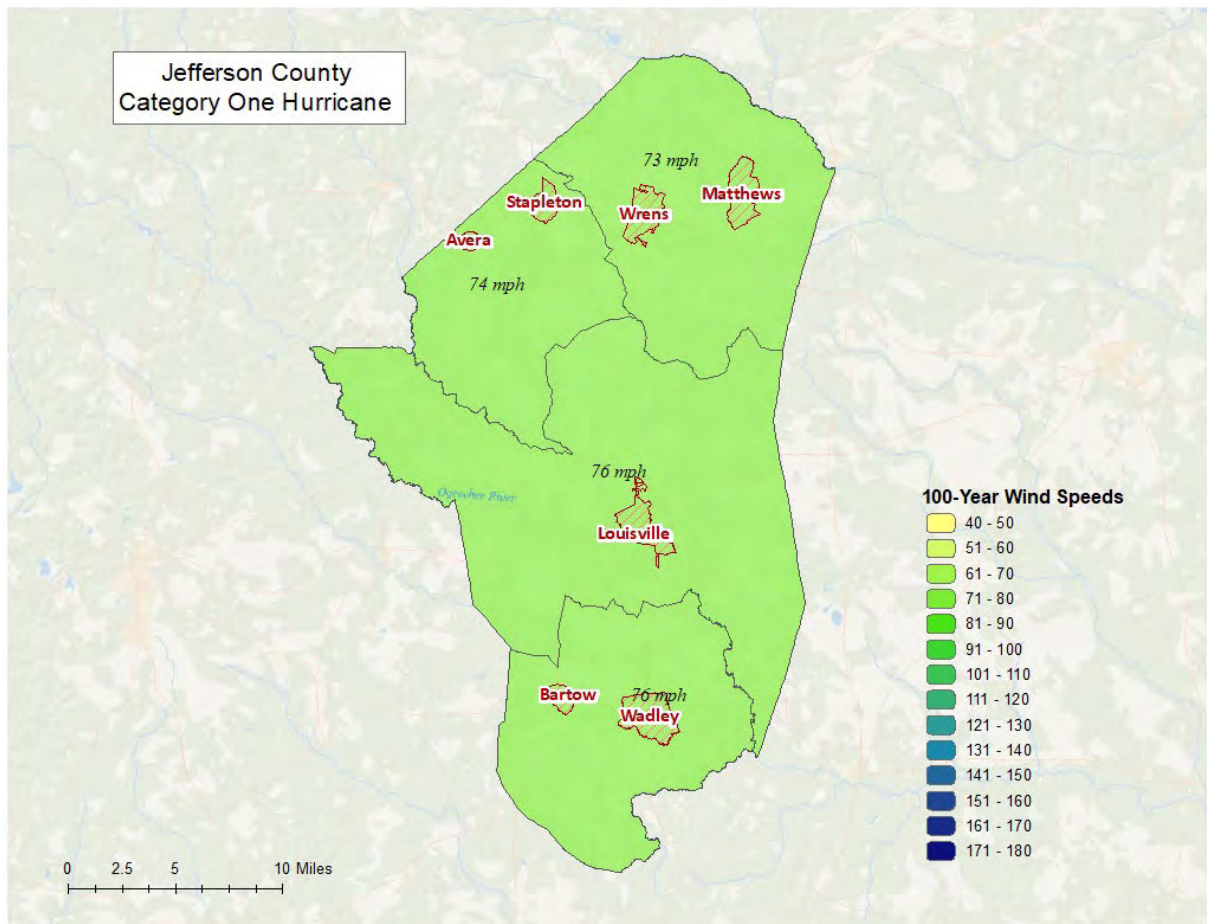 Jefferson County
Category One Hurricane
73 mph
Matthews
Stapleton
Wrens
Avera
74 mph
76 mph
Ogeechee River
Louisville
76 mph
Bartow
Wadley
100-Year Wind Speeds
40 - 50
51 - 60
61 - 70
71 - 80
81 - 90
91 - 100
101 - 110
111 - 120
121 - 130
131 - 140
141 - 150
151 - 160
161 - 170
171 - 180
0 2.5 5 10 Miles